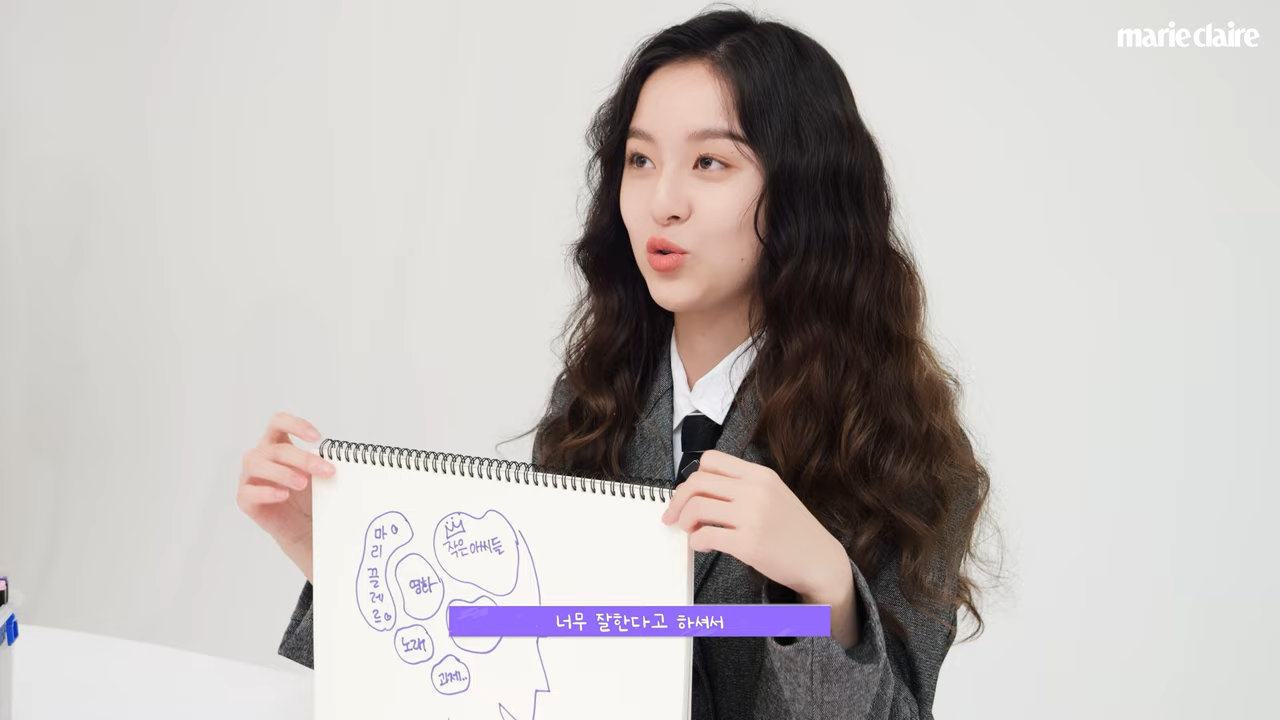 marie claire
마
리
끌
레
르
작은 아씨들
영화
너무 잘한다고 하셔서
노래
과제..